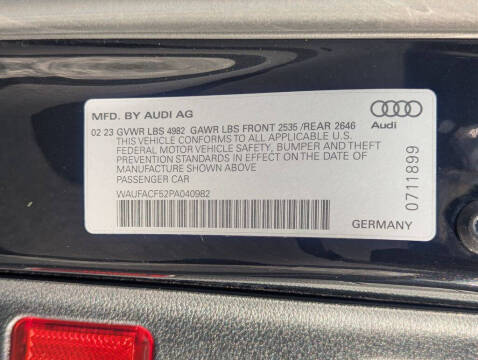 MFD. BY AUDI AG
02 23 GVWR LBS 4982 GAWR LBS FRONT 2535 /REAR 2646
THIS VEHICLE CONFORMS TO ALL APPLICABLE U.S.
FEDERAL MOTOR VEHICLE SAFETY, BUMPER AND THEFT
PREVENTION STANDARDS IN EFFECT ON THE DATE OF
MANUFACTURE SHOWN ABOVE
PASSENGER CAR
WAUFACF52PA040982
Audi
0711899
GERMANY